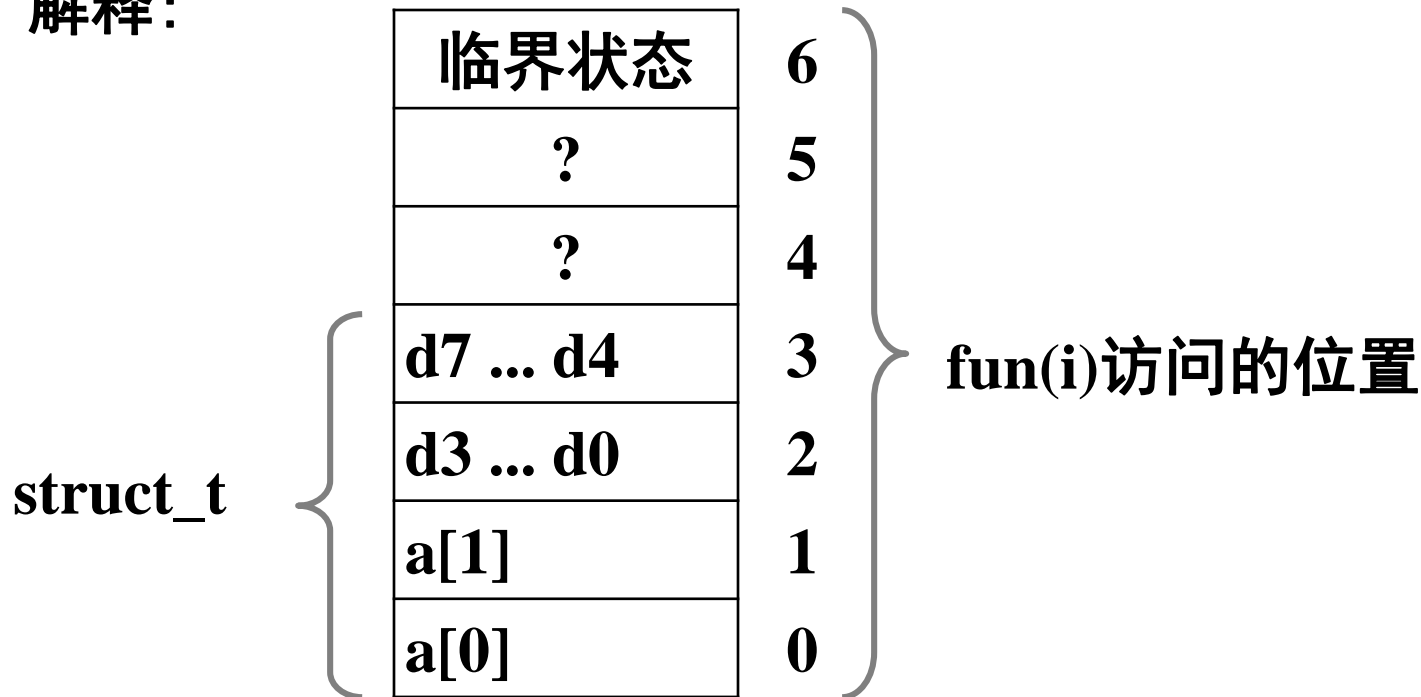 解释:
临界状态 6
? 5
? 4
d7 ... d4 3
fun(i)访问的位置
d3 ... d0 2
struct_t
a[1] 1
a[0] 0